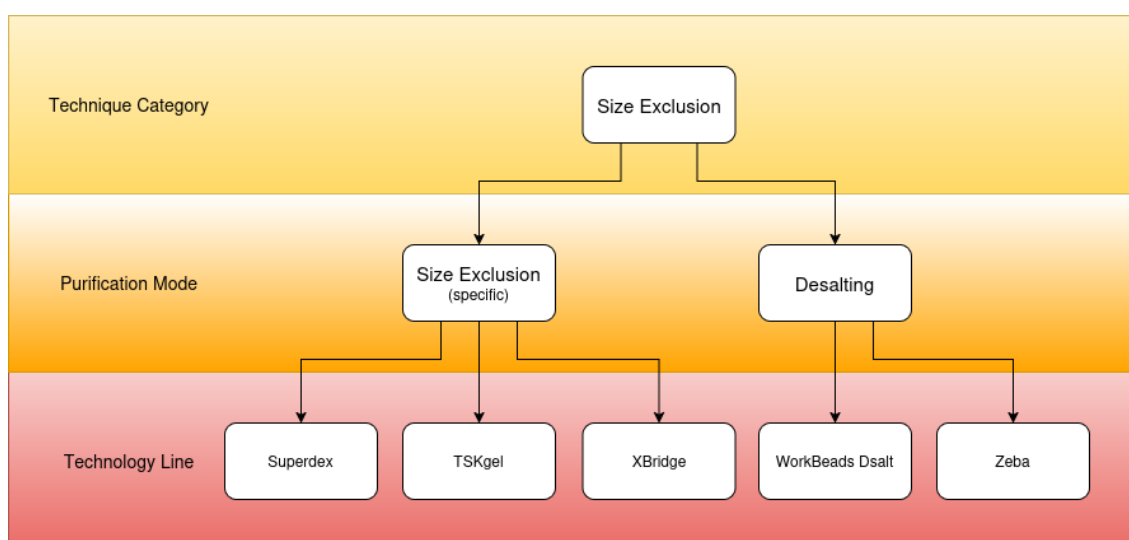 Technique Category
Size Exclusion
Purification Mode
Size Exclusion
(specific)
Desalting
Technology Line
Superdex
TSKgel
XBridge
WorkBeads Dsalt
Zeba